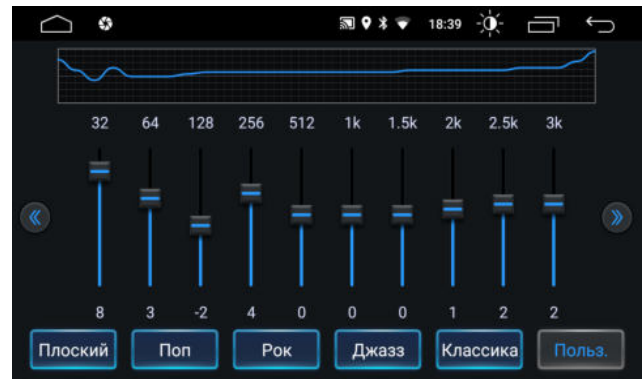 18:39
32 64 128 256 512 1k 1.5k 2k 2.5k 3k
8 3 -2 4 0 0 0 1 2 2
Плоский Поп Рок Джазз Классика Польз.